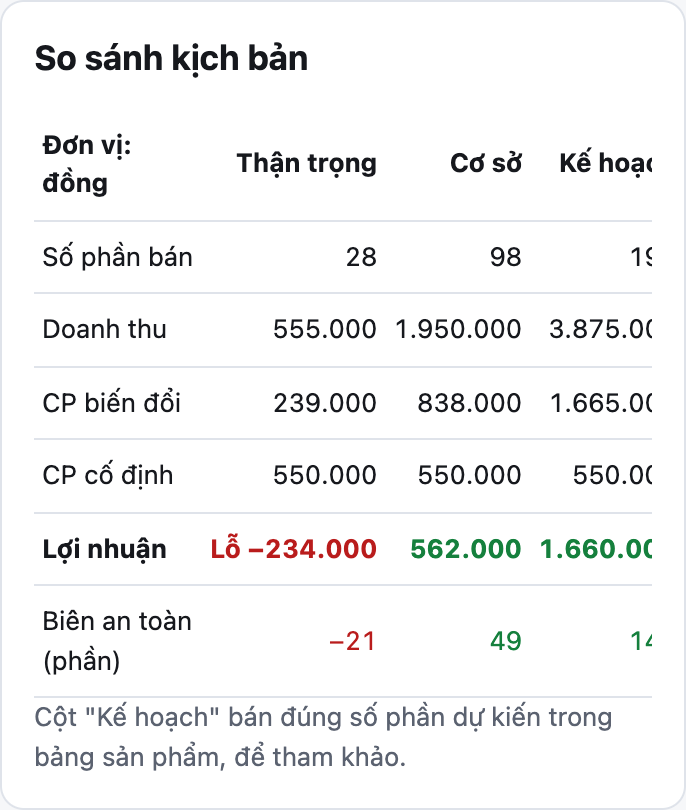 So sánh kịch bản
Đơn vị:
đồng
Thận trọng
Cơ sở
Kế
Số phần bán 28 98
Doanh thu 555.000 1.950.000
CP biến đổi 239.000 838.000
CP cố định 550.000 550.000
Lợi nhuận Lỗ −234.000 562.000
Biên an toàn
(phần)
−21 49
Cột "Kế hoạch" bán đúng số phần dự kiến trong
bảng sản phẩm, để tham khảo.